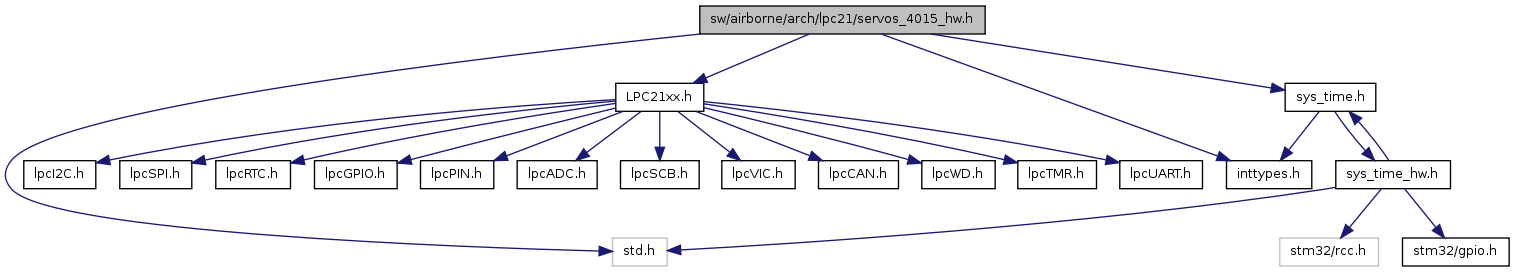 sw/airborne/arch/lpc21/servos_4015_hw.h
LPC21xx.h
sys_time.h
lpcI2C.h
lpcSPI.h
lpcRTC.h
lpcGPIO.h
lpcPIN.h
lpcADC.h
lpcSCB.h
lpcVIC.h
lpcCAN.h
lpcWD.h
lpcTMR.h
lpcUART.h
inttypes.h
sys_time_hw.h
std.h
stm32/rcc.h
stm32/gpio.h